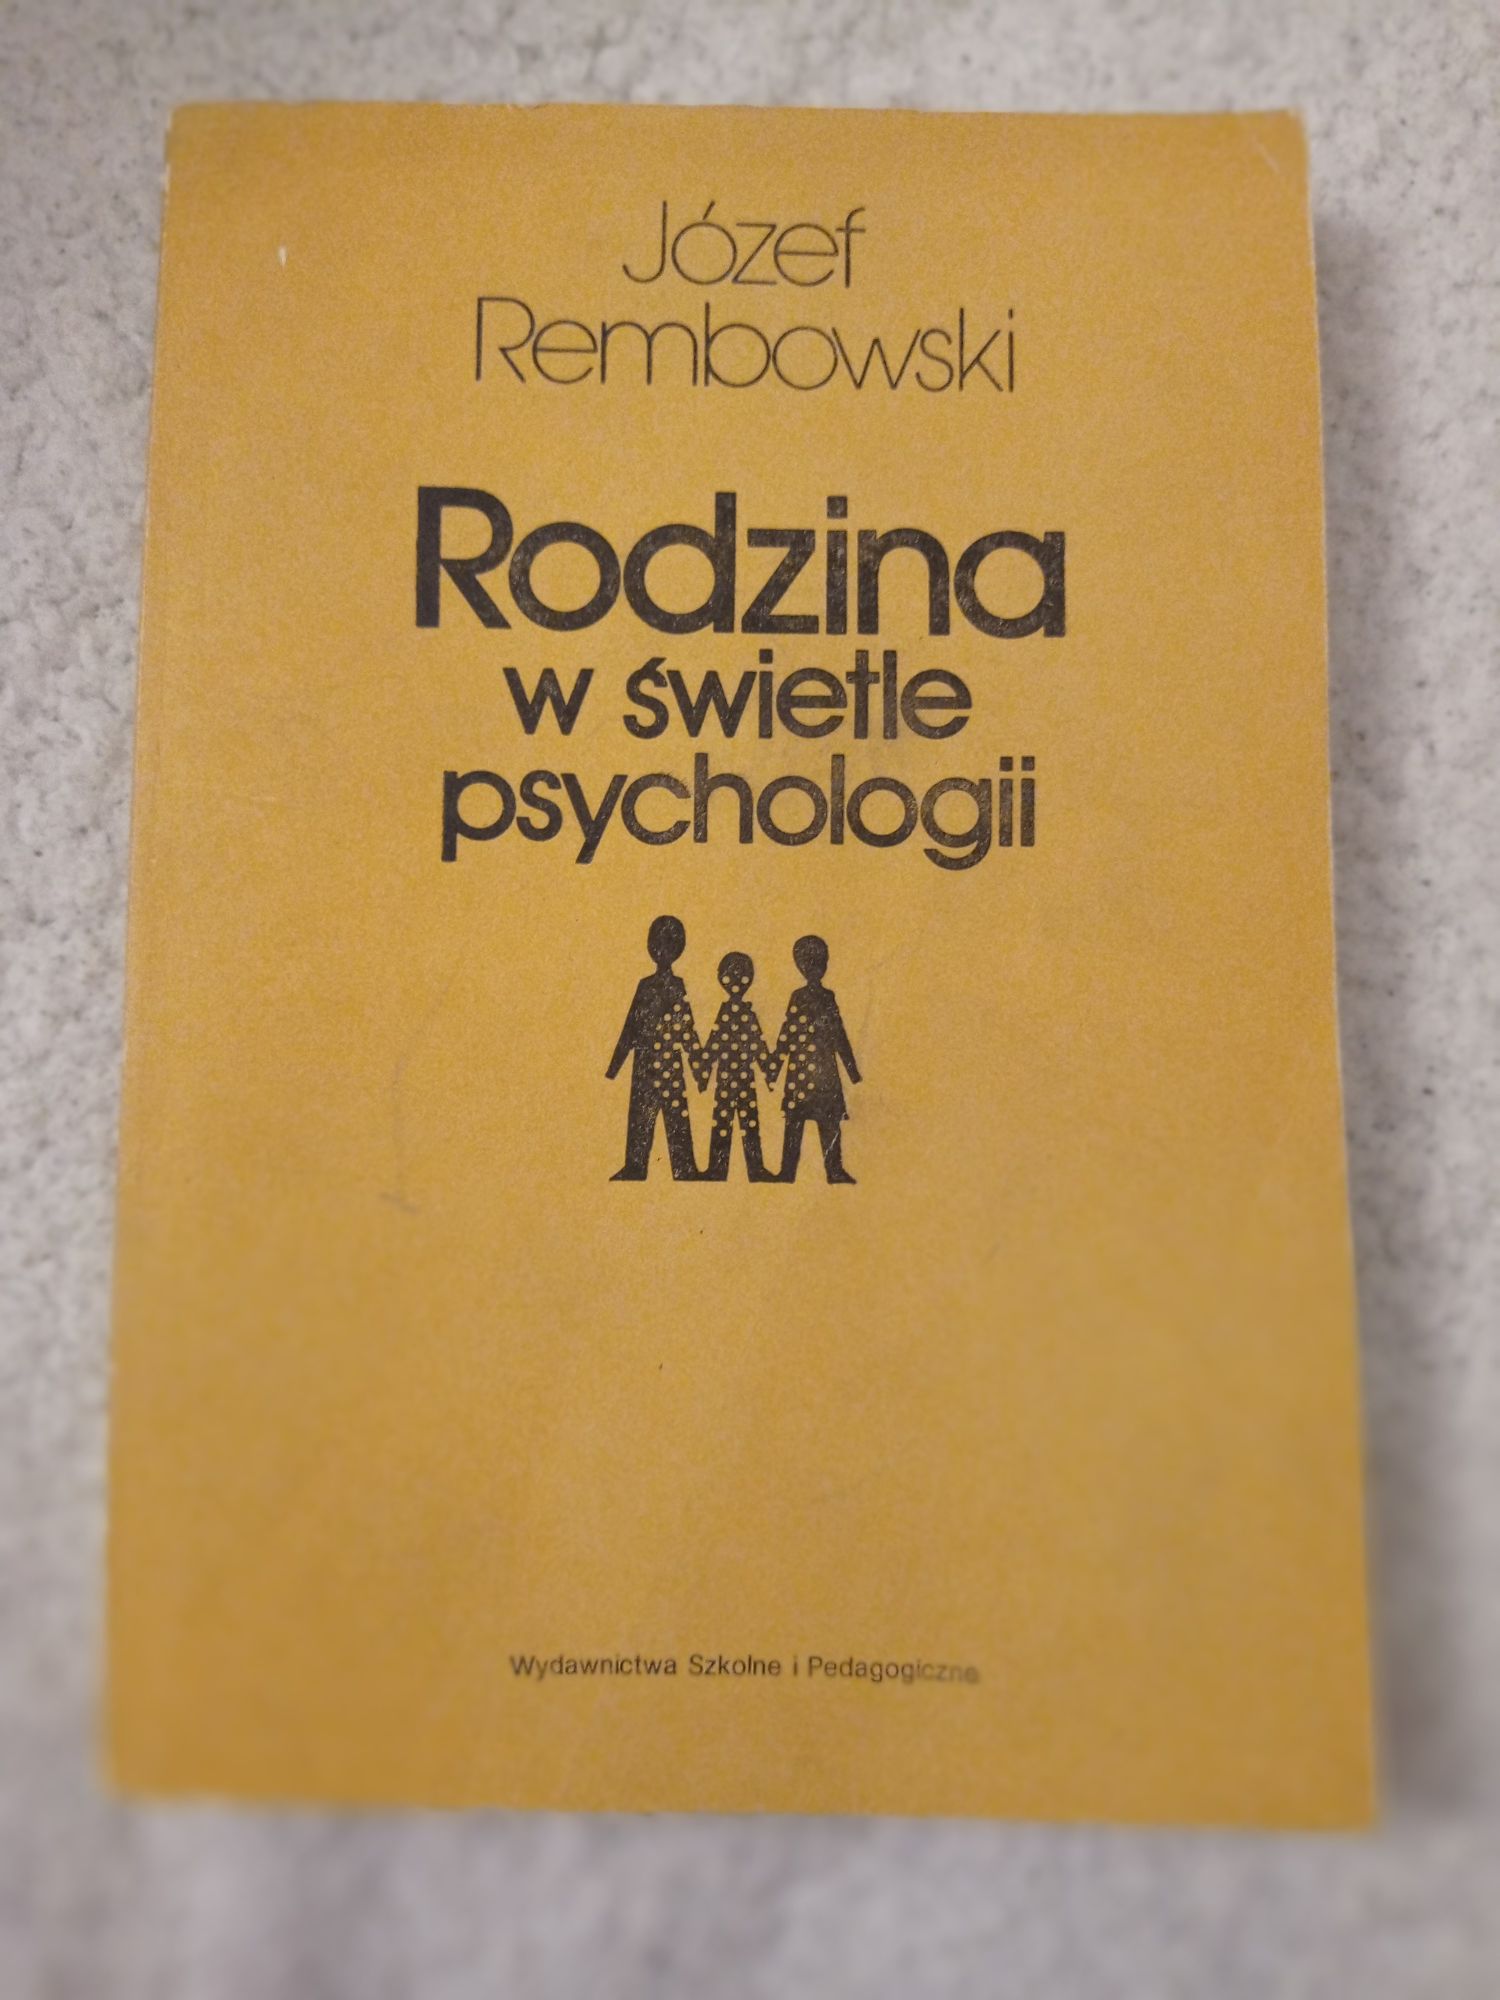 Józef
Rembowski
Rodzina
w świetle
psychologii
Wydawnictwa Szkolne i Pedagogiczne